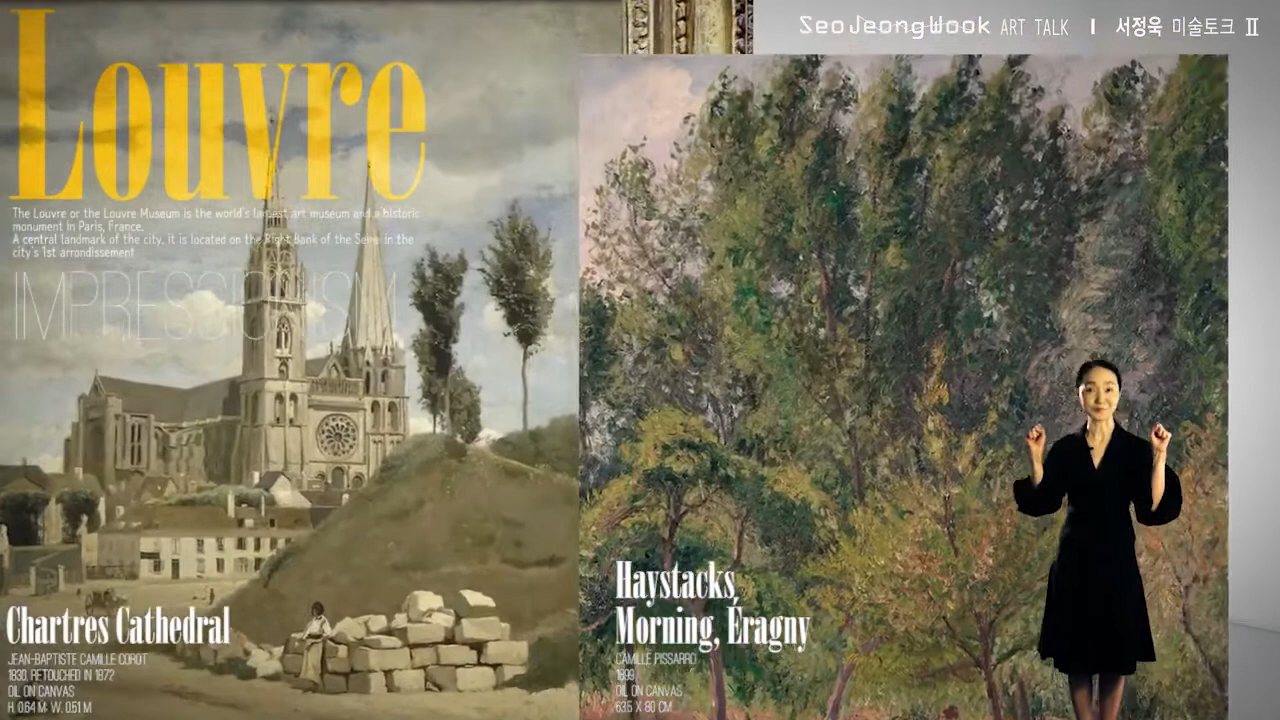 SeoJeongWook ART TALK I 서정욱 미술토크 II
Louvre
The Louvre or the Louvre Museum is the world's largest art museum and a historic
monument in Paris, France.
A central landmark of the city, it is located on the Right Bank of the Seine in the
city's 1st arrondissement
IMPRESSIONISM
Chartres Cathedral
JEAN-BAPTISTE CAMILLE COROT
1830, RETOUCHED IN 1872
OIL ON CANVAS
H. 0.64 M; W. 0.51 M
Haystacks,
Morning, Éragny
CAMILLE PISSARRO
1899
OIL ON CANVAS
63.5 X 80 CM